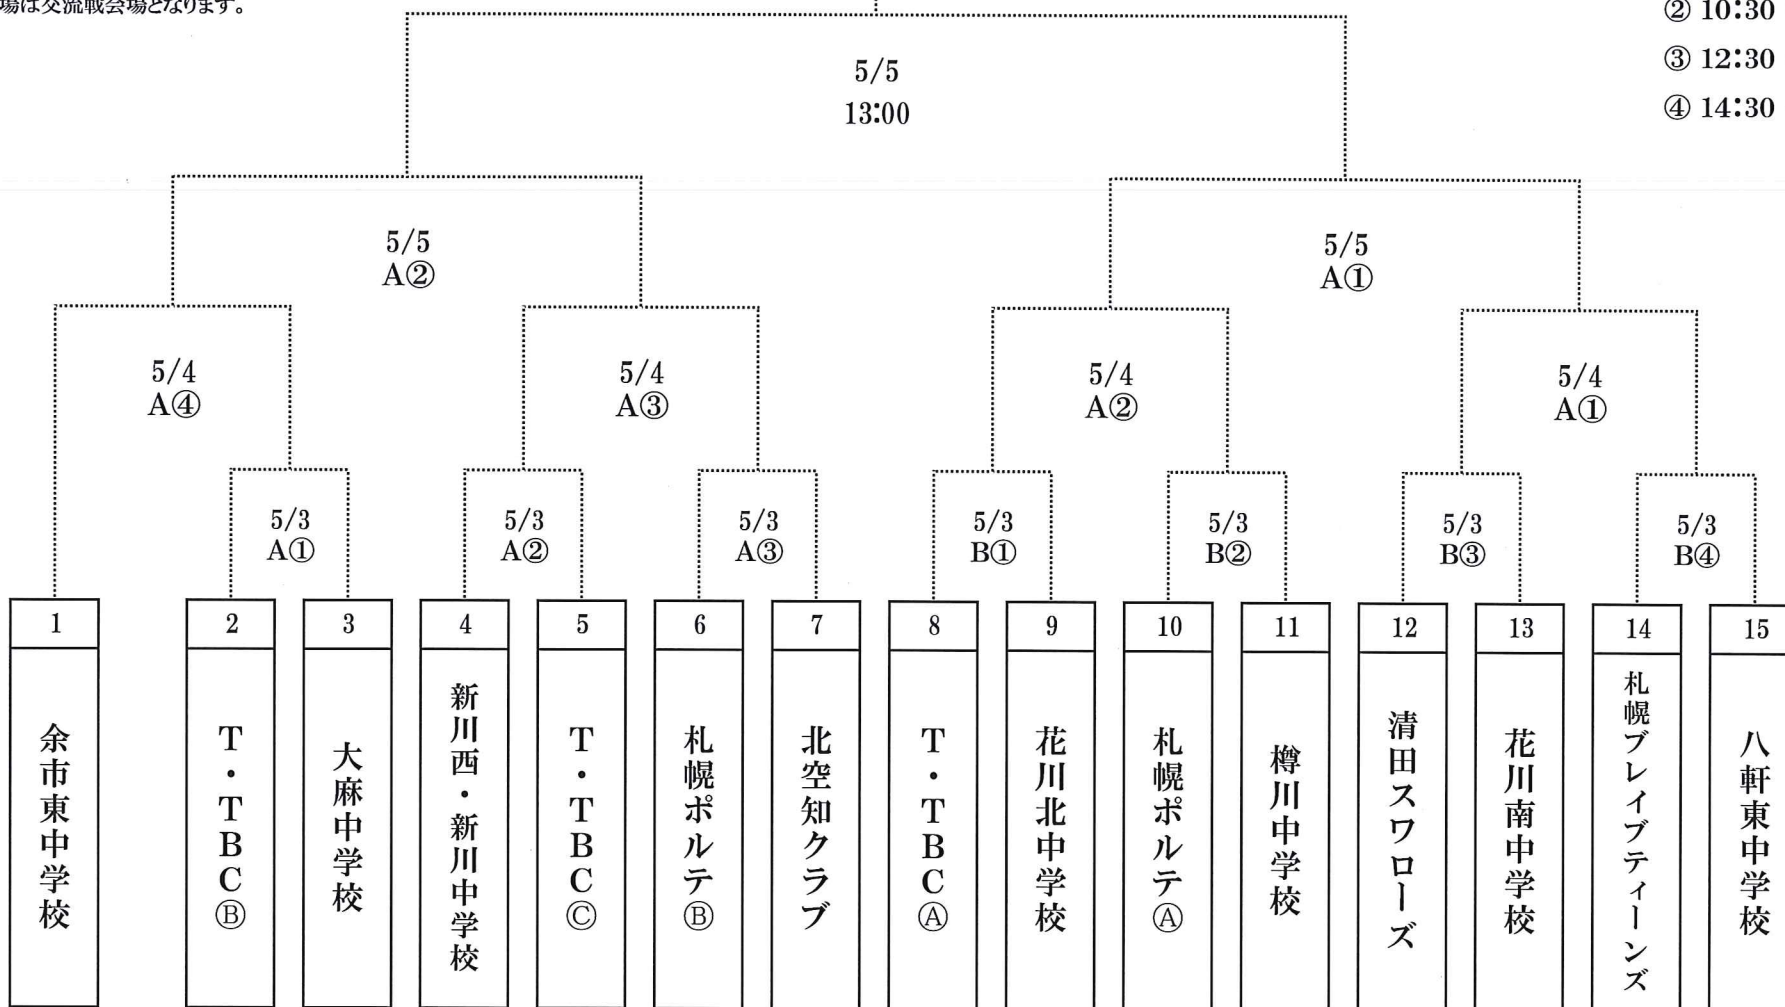 場は交流戦会場となります。
② 10:30
③ 12:30
④ 14:30
5/5
13:00
5/5
A②
5/5
A①
5/4
A④
5/4
A③
5/4
A②
5/4
A①
5/3
A①
5/3
A②
5/3
A③
5/3
B①
5/3
B②
5/3
B③
5/3
B④
1
余市東中学校
2
T・TBCⒷ
3
大麻中学校
4
新川西・新川中学校
5
T・TBCⒸ
6
札幌ポルテⒷ
7
北空知クラブ
8
T・TBCⒶ
9
花川北中学校
10
札幌ポルテⒶ
11
樽川中学校
12
清田スワローズ
13
花川南中学校
14
札幌ブレイブティーンズ
15
八軒東中学校